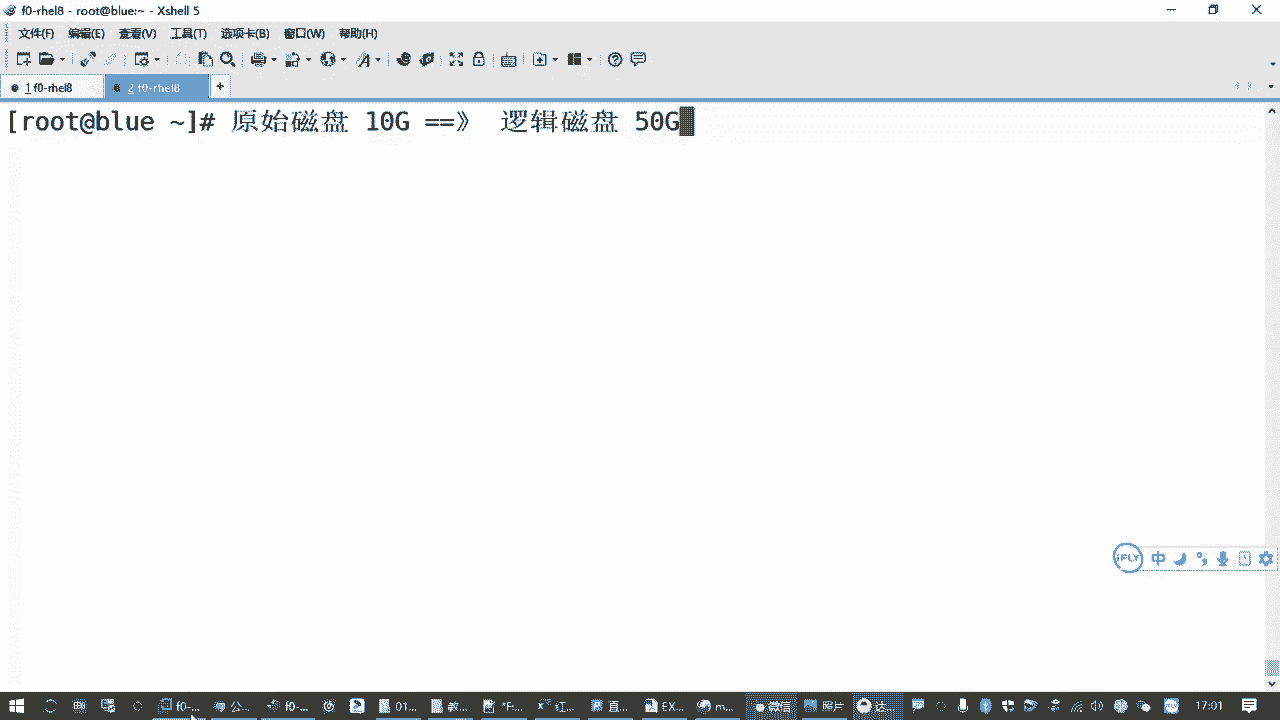 f0-rhel8 - root@blue:~ - Xshell 5
文件(F) 编辑(E) 查看(V) 工具(T) 选项卡(B) 窗口(W) 帮助(H)
1 f0-rhel8 2 f0-rhel8 +
[root@blue ~]# 原始磁盘 10G ==》 逻辑磁盘 50G
iFLY 中
f0-... 公... f0-... 01... 教... "F... 红... 直... EX... m... 微信 图片 达... 17:01